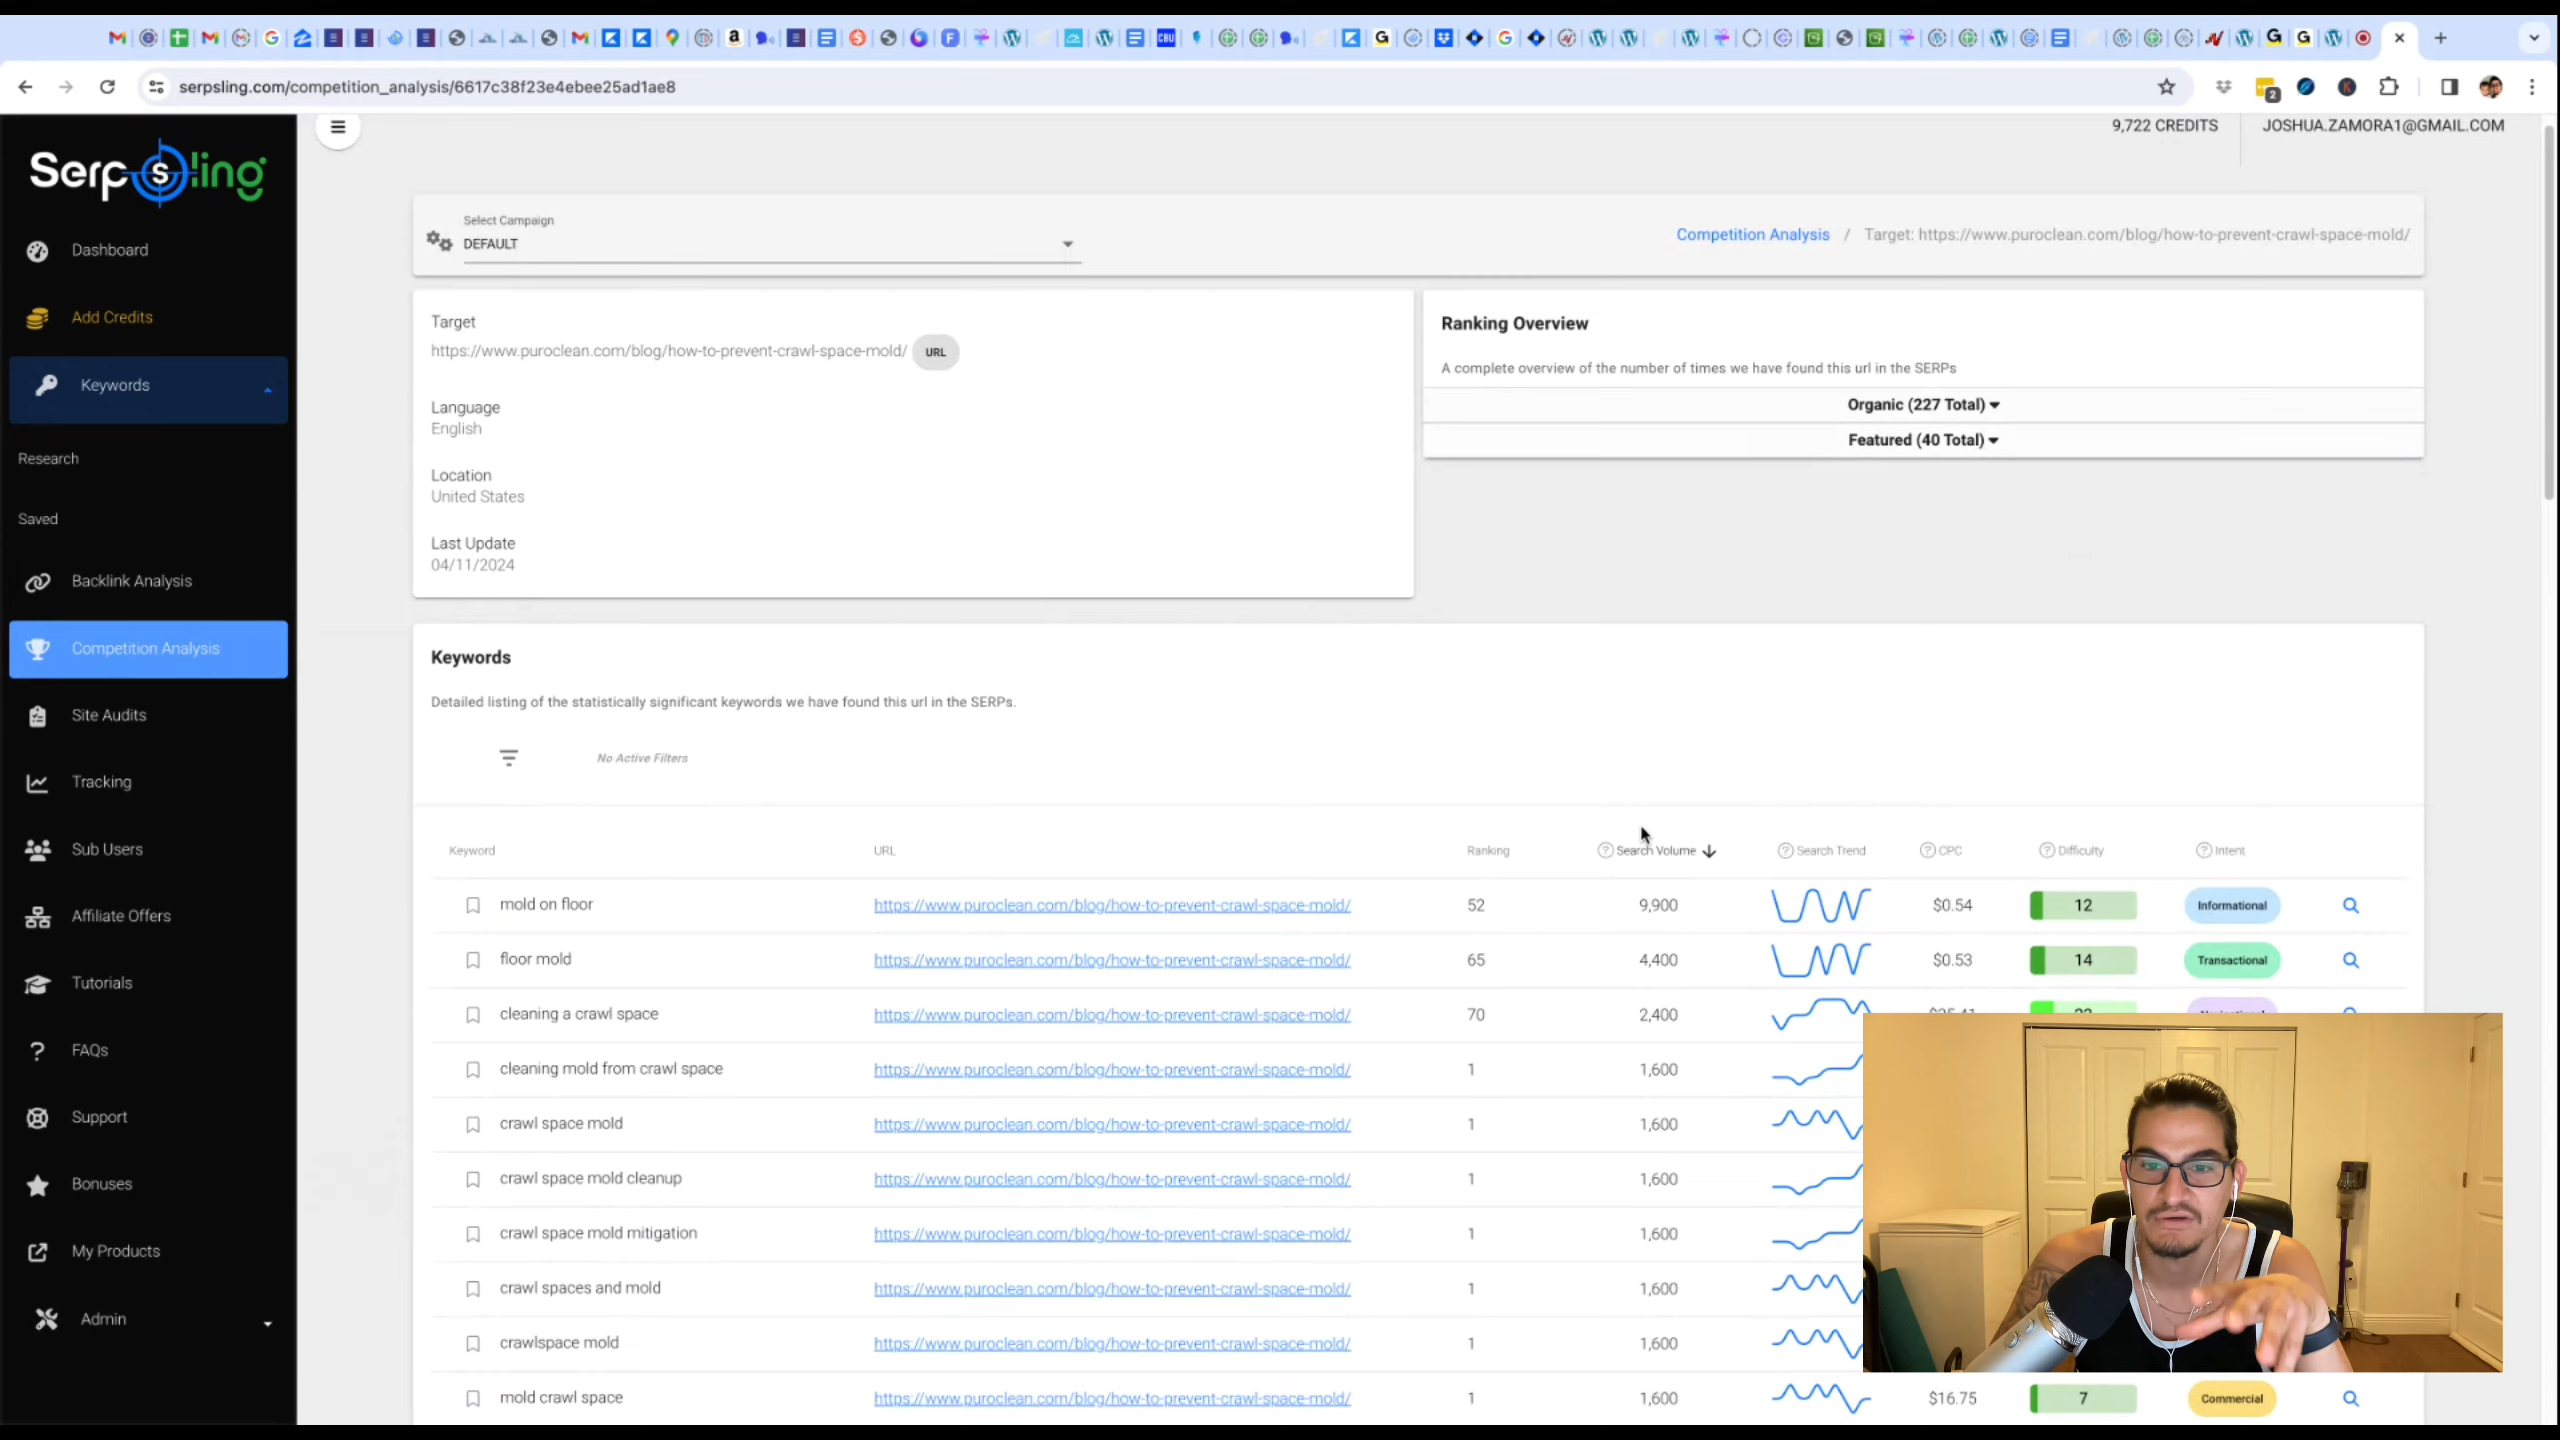 serpsling.com/competition_analysis/6617c38f23e4ebee25ad1ae8
2
9,722 CREDITS
JOSHUA.ZAMORA1@GMAIL.COM
Serpsling
Dashboard
Add Credits
Keywords
Research
Saved
Backlink Analysis
Competition Analysis
Site Audits
Tracking
Sub Users
Affiliate Offers
Tutorials
FAQs
Support
Bonuses
My Products
Admin
Select Campaign
DEFAULT
Competition Analysis / Target: https://www.puroclean.com/blog/how-to-prevent-crawl-space-mold/
Target
https://www.puroclean.com/blog/how-to-prevent-crawl-space-mold/ URL
Language
English
Location
United States
Last Update
04/11/2024
Ranking Overview
A complete overview of the number of times we have found this url in the SERPs
Organic (227 Total)
Featured (40 Total)
Keywords
Detailed listing of the statistically significant keywords we have found this url in the SERPs.
No Active Filters
Keyword URL Ranking Search Volume Search Trend CPC Difficulty Intent
mold on floor https://www.puroclean.com/blog/how-to-prevent-crawl-space-mold/ 52 9,900 $0.54 12 Informational
floor mold https://www.puroclean.com/blog/how-to-prevent-crawl-space-mold/ 65 4,400 $0.53 14 Transactional
cleaning a crawl space https://www.puroclean.com/blog/how-to-prevent-crawl-space-mold/ 70 2,400
cleaning mold from crawl space https://www.puroclean.com/blog/how-to-prevent-crawl-space-mold/ 1 1,600
crawl space mold https://www.puroclean.com/blog/how-to-prevent-crawl-space-mold/ 1 1,600
crawl space mold cleanup https://www.puroclean.com/blog/how-to-prevent-crawl-space-mold/ 1 1,600
crawl space mold mitigation https://www.puroclean.com/blog/how-to-prevent-crawl-space-mold/ 1 1,600
crawl spaces and mold https://www.puroclean.com/blog/how-to-prevent-crawl-space-mold/ 1 1,600
crawlspace mold https://www.puroclean.com/blog/how-to-prevent-crawl-space-mold/ 1 1,600
mold crawl space https://www.puroclean.com/blog/how-to-prevent-crawl-space-mold/ 1 1,600 $16.75 7 Commercial